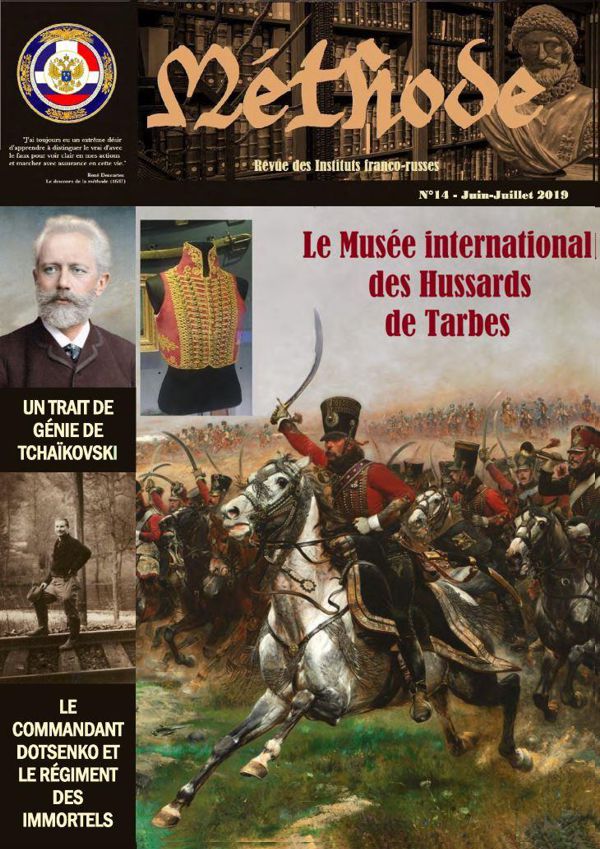 Méthode
Revue des Instituts franco-russes
"J'ai toujours eu un extrême désir
d'apprendre à distinguer le vrai d'avec
le faux pour voir clair en mes actions
et marcher avec assurance en cette vie."
René Descartes
Le discours de la méthode (1637)
N°14 - Juin-Juillet 2019
Le Musée international
des Hussards
de Tarbes
UN TRAIT DE
GÉNIE DE
TCHAÏKOVSKI
LE
COMMANDANT
DOTSENKO ET
LE RÉGIMENT
DES
IMMORTELS